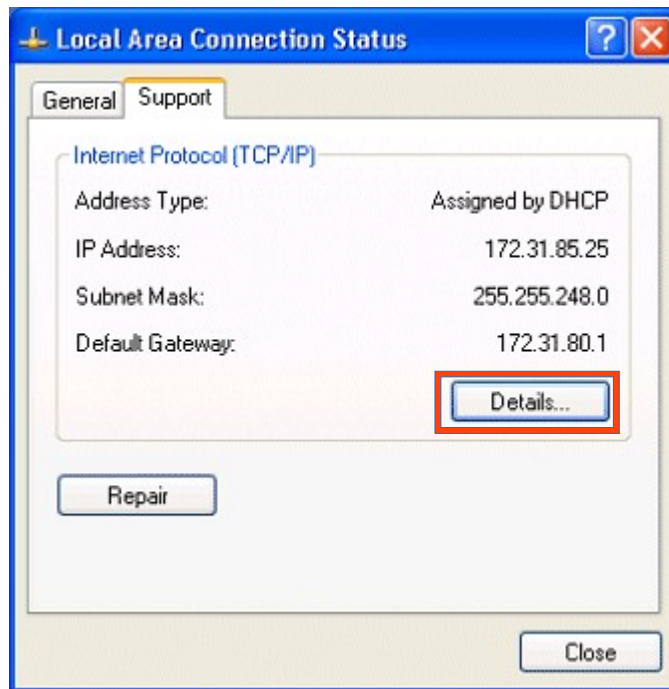 Local Area Connection Status
General Support
Internet Protocol (TCP/IP)
Address Type: Assigned by DHCP
IP Address: 172.31.85.25
Subnet Mask: 255.255.248.0
Default Gateway: 172.31.80.1
Details...
Repair
Close